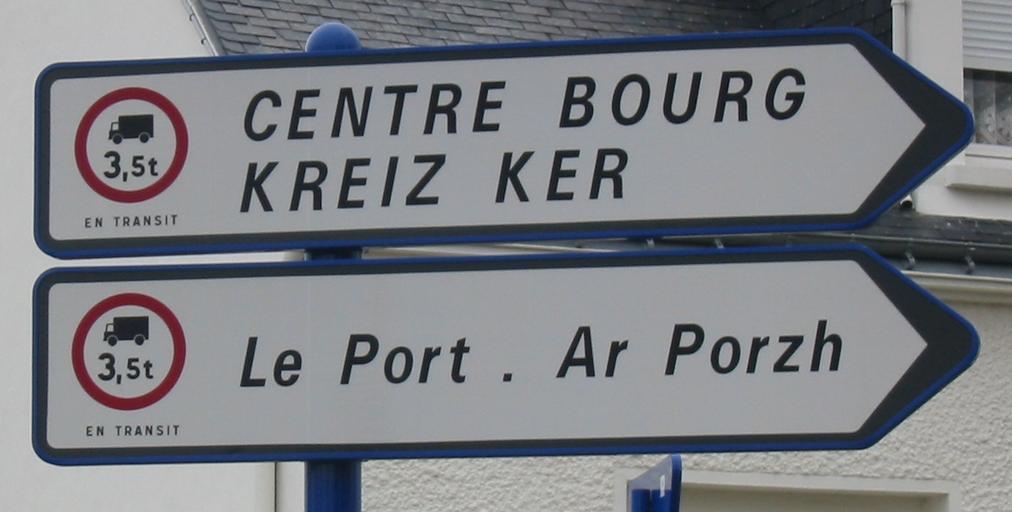 CENTRE BOURG
KREIZ KER
3,5t
EN TRANSIT
Le Port . Ar Porzh
3,5t
EN TRANSIT